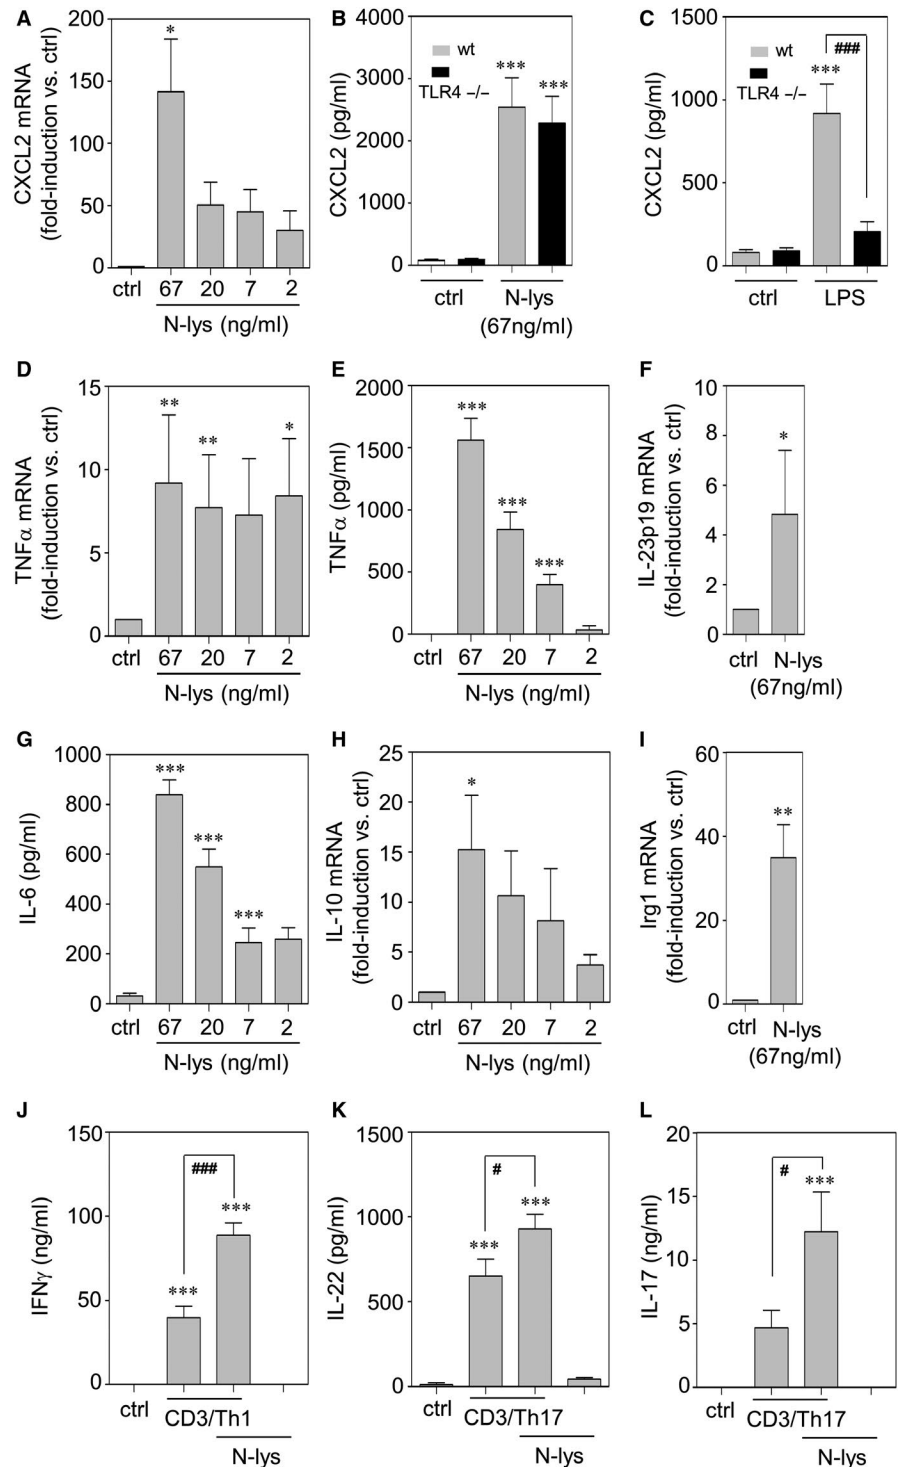 A
CXCL2 mRNA
(fold-induction vs. ctrl)
200
150
100
50
0
*
ctrl 67 20 7 2
N-lys (ng/ml)
B
CXCL2 (pg/ml)
4000
3000
2000
1000
0
wt
TLR4 –/–
*** ***
ctrl N-lys
(67ng/ml)
C
CXCL2
(pg/ml)
1500
1000
500
0
wt
TLR4 –/–
###
***
ctrl LPS
D
TNFα mRNA
(fold-induction vs. ctrl)
15
10
5
0
** ** *
ctrl 67 20 7 2
N-lys (ng/ml)
E
TNFα (pg/ml)
2000
1500
1000
500
0
*** *** ***
ctrl 67 20 7 2
N-lys (ng/ml)
F
IL-23p19 mRNA
(fold-induction vs. ctrl)
10
8
6
4
2
0
*
ctrl N-lys
(67ng/ml)
G
IL-6 (pg/ml)
1000
800
600
400
200
0
*** *** ***
ctrl 67 20 7 2
N-lys (ng/ml)
H
IL-10 mRNA
(fold-induction vs. ctrl)
25
20
15
10
5
0
*
ctrl 67 20 7 2
N-lys (ng/ml)
I
Irg1 mRNA
(fold-induction vs. ctrl)
60
40
20
0
**
ctrl N-lys
(67ng/ml)
J
IFNγ (ng/ml)
150
100
50
0
###
*** ***
ctrl CD3/Th1
N-lys
K
IL-22 (pg/ml)
1500
1000
500
0
#
*** ***
ctrl CD3/Th17
N-lys
L
IL-17 (ng/ml)
20
15
10
5
0
#
***
ctrl CD3/Th17
N-lys